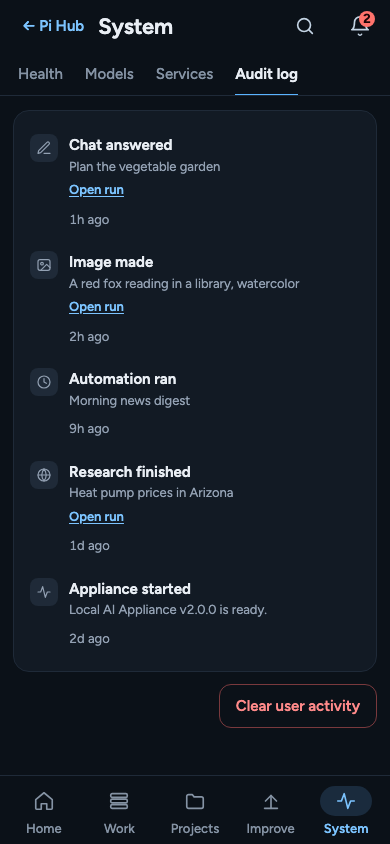 ← Pi Hub System
2
Health Models Services Audit log
Chat answered
Plan the vegetable garden
Open run
1h ago
Image made
A red fox reading in a library, watercolor
Open run
2h ago
Automation ran
Morning news digest
9h ago
Research finished
Heat pump prices in Arizona
Open run
1d ago
Appliance started
Local AI Appliance v2.0.0 is ready.
2d ago
Clear user activity
Home Work Projects Improve System